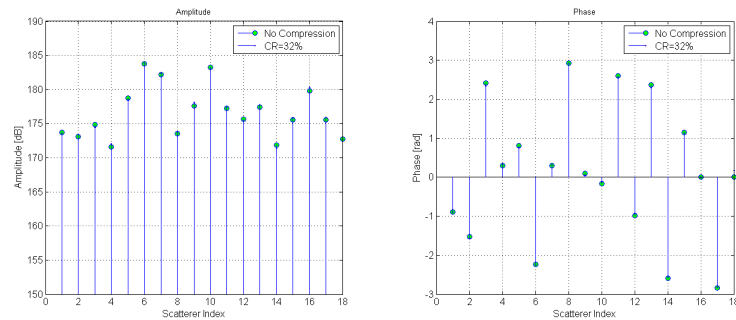 Amplitude
190
185
180
175
170
165
160
155
150
Amplitude [dB]
No Compression
CR=32%
0 2 4 6 8 10 12 14 16 18
Scatterer Index
Phase
4
3
2
1
0
-1
-2
-3
Phase [rad]
No Compression
CR=32%
0 2 4 6 8 10 12 14 16 18
Scatterer Index